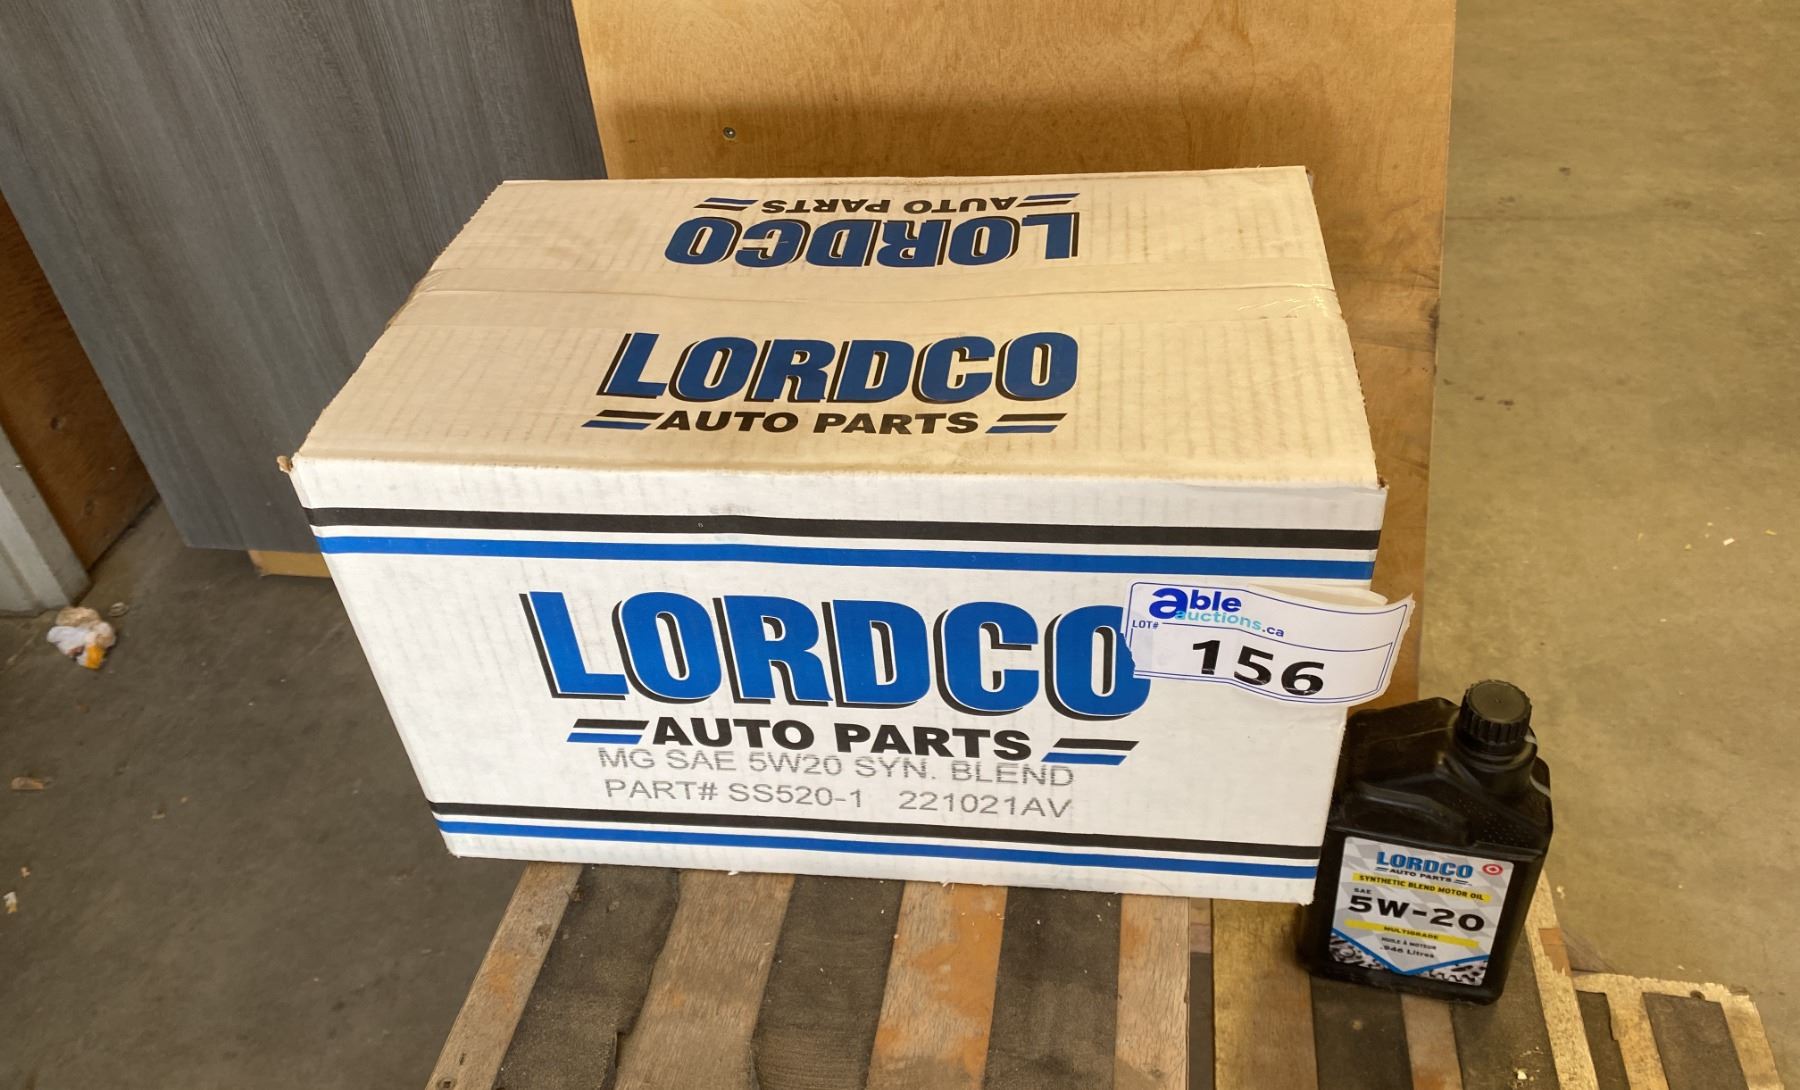 LORDCO
AUTO PARTS
LORDCO
AUTO PARTS
LORDCO
AUTO PARTS
MG SAE 5W20 SYN. BLEND
PART# SS520-1 221021AV
able
auctions.ca
LOT#
156
LORDCO
AUTO PARTS
SYNTHETIC BLEND MOTOR OIL
SAE
5W-20
MULTIGRADE
HUILE À MOTEUR
.946 Litres